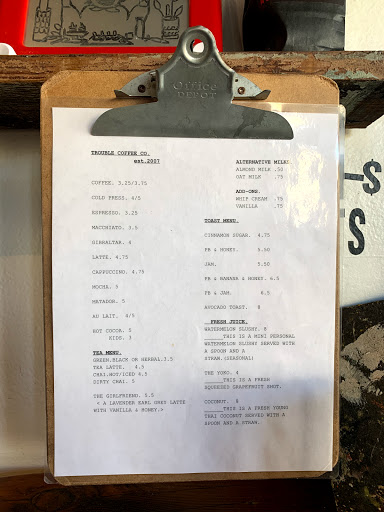 Office
DEPOT
TROUBLE COFFEE CO.
est.2007
COFFEE. 3.25/3.75
COLD PRESS. 4/5
ESPRESSO. 3.25
MACCHIATO. 3.5
GIBRALTAR. 4
LATTE. 4.75
CAPPUCCINO. 4.75
MOCHA. 5
MATADOR. 5
AU LAIT. 4/5
HOT COCOA. 5
KIDS. 3
TEA MENU.
GREEN.BLACK OR HERBAL.3.5
TEA LATTE. 4.5
CHAI.HOT/ICED 4.5
DIRTY CHAI. 5
THE GIRLFRIEND. 5.5
< A LAVENDER EARL GREY LATTE
WITH VANILLA & HONEY.>
ALTERNATIVE MILKS.
ALMOND MILK .50
OAT MILK .75
ADD-ONS.
WHIP CREAM .75
VANILLA .75
TOAST MENU.
CINNAMON SUGAR. 4.75
PB & HONEY. 5.50
JAM. 5.50
PB & BANANA & HONEY. 6.5
PB & JAM. 6.5
AVOCADO TOAST. 8
FRESH JUICE.
WATERMELON SLUSHY. 8
_____THIS IS A MINI PERSONAL
WATERMELON SLUSHY SERVED WITH
A SPOON AND A
STRAW.(SEASONAL)
THE YOKO. 4
_____THIS IS A FRESH
SQUEEZED GRAPEFRUIT SHOT.
COCONUT. 8
_____THIS IS A FRESH YOUNG
THAI COCONUT SERVED WITH A
SPOON AND A STRAW.